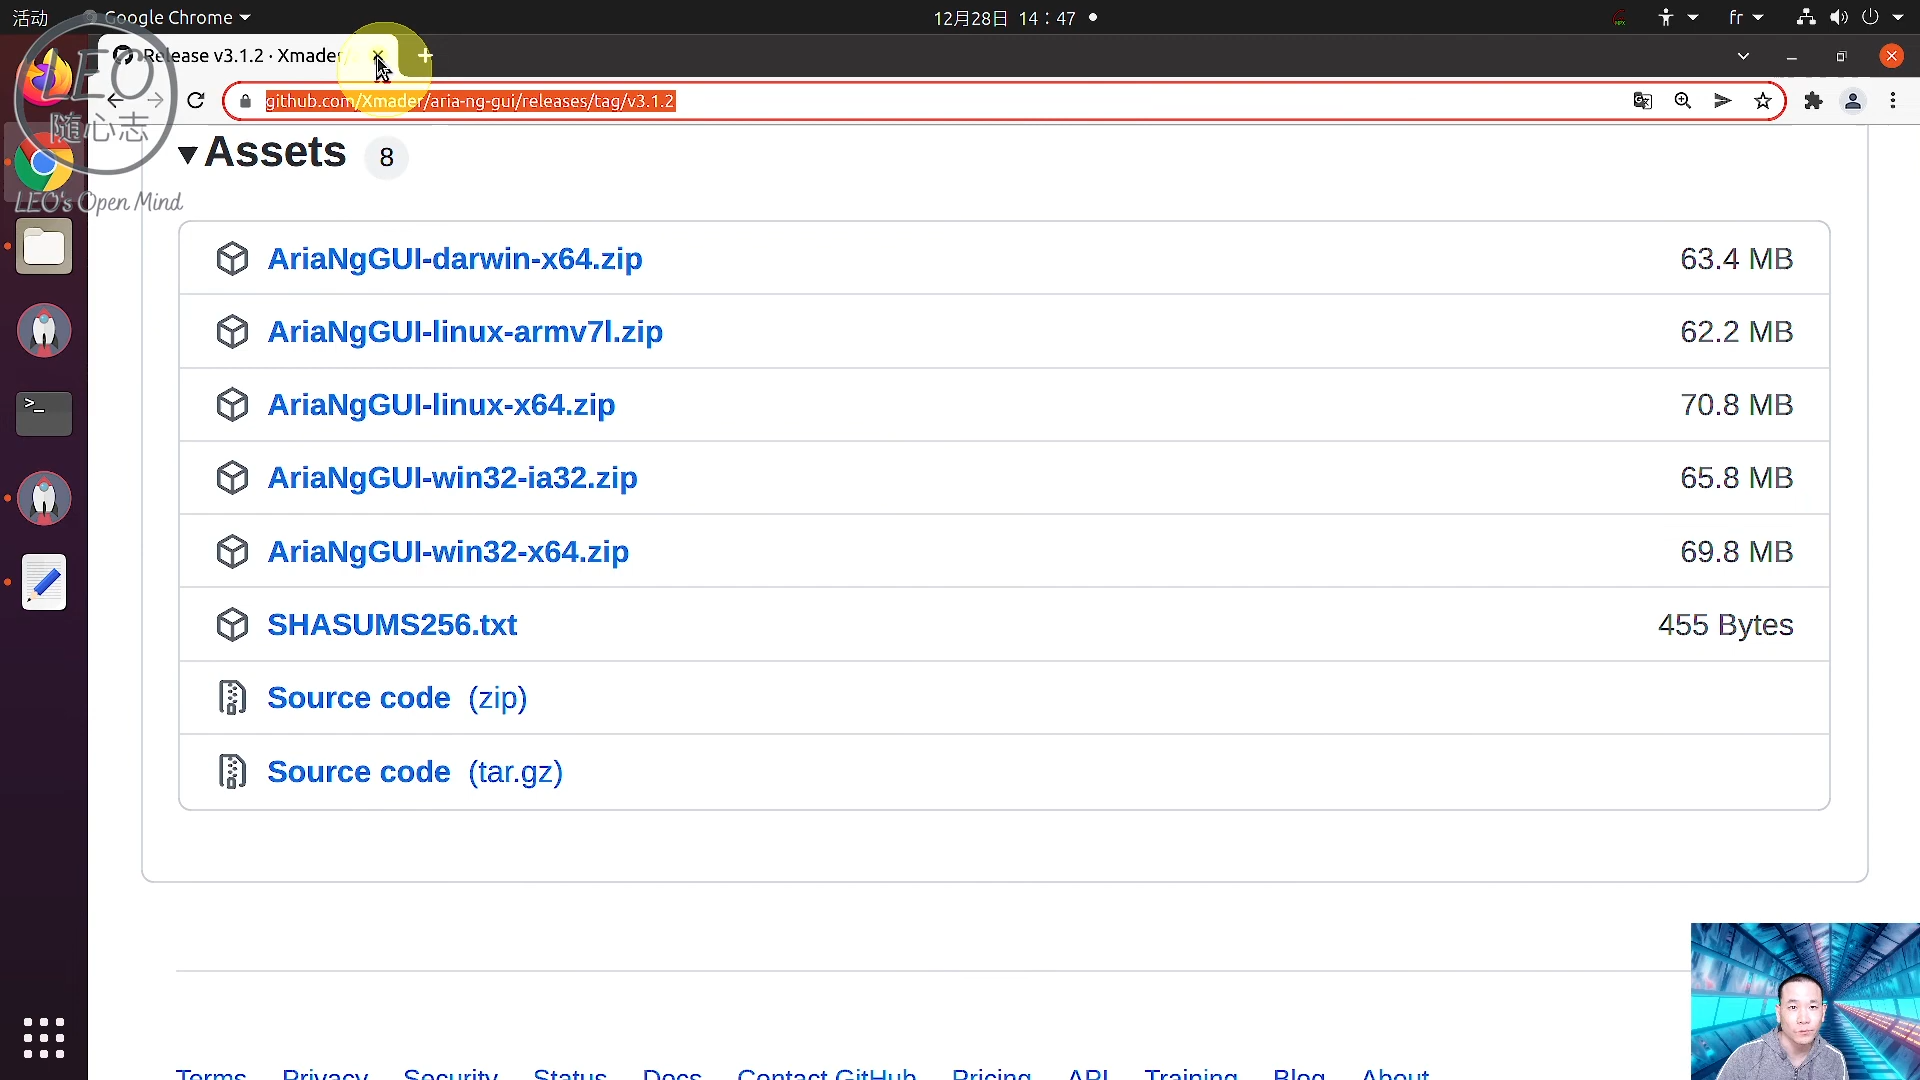 活动
Google Chrome
12月28日 14：47
fr
Release v3.1.2 · Xmader
github.com/Xmader/aria-ng-gui/releases/tag/v3.1.2
LEO
随心志
LEO's Open Mind
Assets 8
AriaNgGUI-darwin-x64.zip 63.4 MB
AriaNgGUI-linux-armv7l.zip 62.2 MB
AriaNgGUI-linux-x64.zip 70.8 MB
AriaNgGUI-win32-ia32.zip 65.8 MB
AriaNgGUI-win32-x64.zip 69.8 MB
SHASUMS256.txt 455 Bytes
Source code (zip)
Source code (tar.gz)
Terms Privacy Security Status Docs Contact GitHub Pricing API Training Blog About